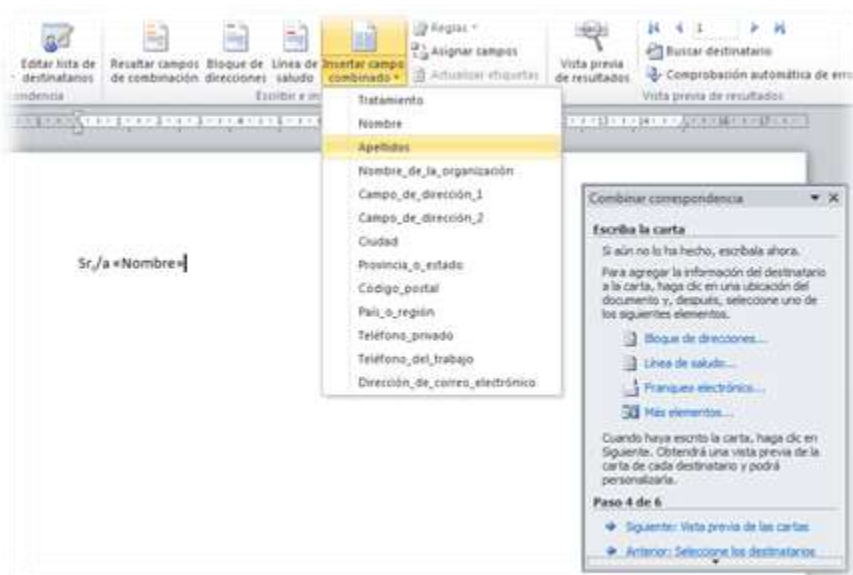 Editar lista de destinatarios
Resaltar campos de combinación
Bloque de direcciones
Línea de saludo
Insertar campo combinado
Reglas
Asignar campos
Actualizar etiquetas
Vista previa de resultados
1
Buscar destinatario
Comprobación automática de erro
ndencia
Escribir e in
Vista previa de resultados
Tratamiento
Nombre
Apellidos
Nombre_de_la_organización
Campo_de_dirección_1
Campo_de_dirección_2
Ciudad
Provincia_o_estado
Código_postal
País_o_región
Teléfono_privado
Teléfono_del_trabajo
Dirección_de_correo_electrónico
Sr./a «Nombre»
Combinar correspondencia
Escriba la carta
Si aún no lo ha hecho, escríbala ahora.
Para agregar la información del destinatario
a la carta, haga clic en una ubicación del
documento y, después, seleccione uno de
los siguientes elementos.
Bloque de direcciones...
Línea de saludo...
Franqueo electrónico...
Más elementos...
Cuando haya escrito la carta, haga clic en
Siguiente. Obtendrá una vista previa de la
carta de cada destinatario y podrá
personalizarla.
Paso 4 de 6
Siguiente: Vista previa de las cartas
Anterior: Seleccione los destinatarios